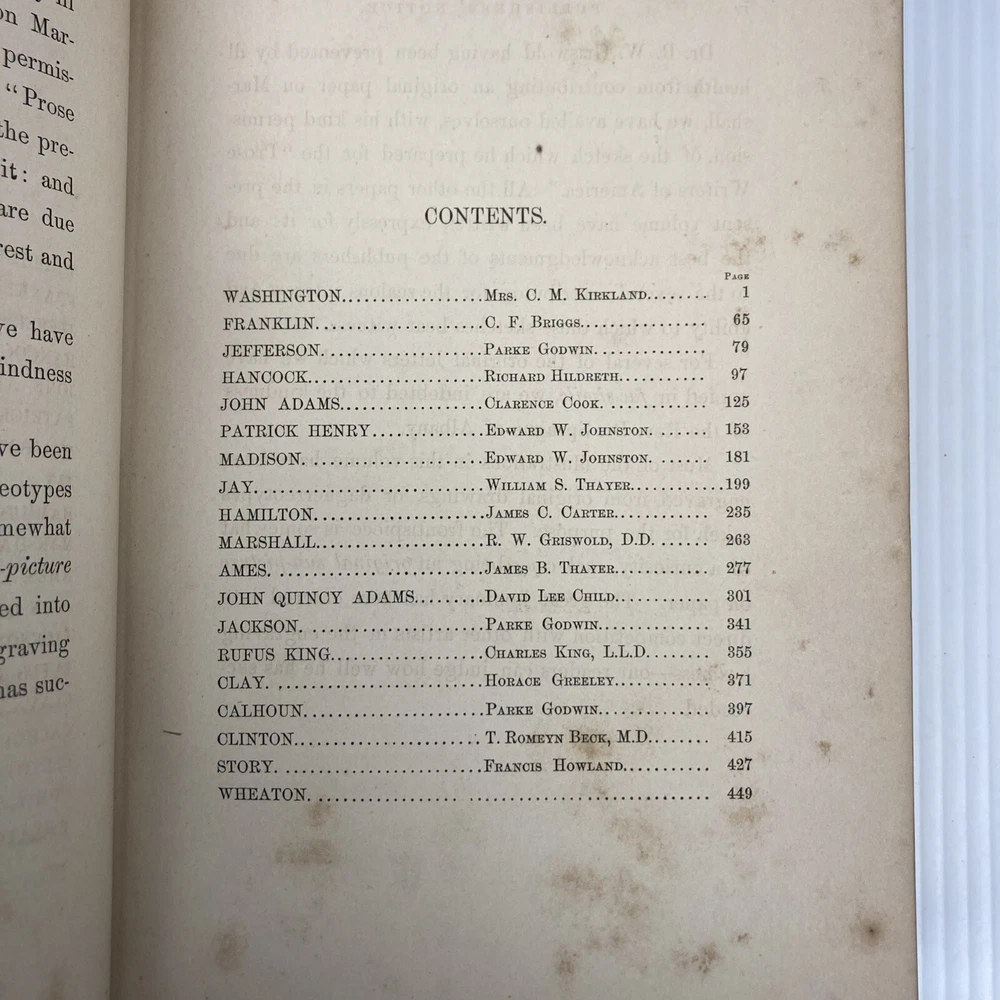 on Mar-
permis-
"Prose
the pre-
it: and
are due
rest and
have
indness
been
eotypes
mewhat
-picture
ed into
graving
has suc-
CONTENTS.
PAGE
WASHINGTON..................MRS. C. M. KIRKLAND........ 1
FRANKLIN......................C. F. BRIGGS................ 65
JEFFERSON.....................PARKE GODWIN.............. 79
HANCOCK......................RICHARD HILDRETH........... 97
JOHN ADAMS..................CLARENCE COOK............. 125
PATRICK HENRY..............EDWARD W. JOHNSTON....... 153
MADISON.......................EDWARD W. JOHNSTON....... 181
JAY.............................WILLIAM S. THAYER...........199
HAMILTON.....................JAMES C. CARTER............ 235
MARSHALL.....................R. W. GRISWOLD, D.D. ...... 263
AMES...........................JAMES B. THAYER............ 277
JOHN QUINCY ADAMS.........DAVID LEE CHILD............ 301
JACKSON.......................PARKE GODWIN.............. 341
RUFUS KING...................CHARLES KING, L.L.D........ 355
CLAY...........................HORACE GREELEY............ 371
CALHOUN......................PARKE GODWIN.............. 397
CLINTON.......................T. ROMEYN BECK, M.D........ 415
STORY..........................FRANCIS HOWLAND........... 427
WHEATON.................................................... 449